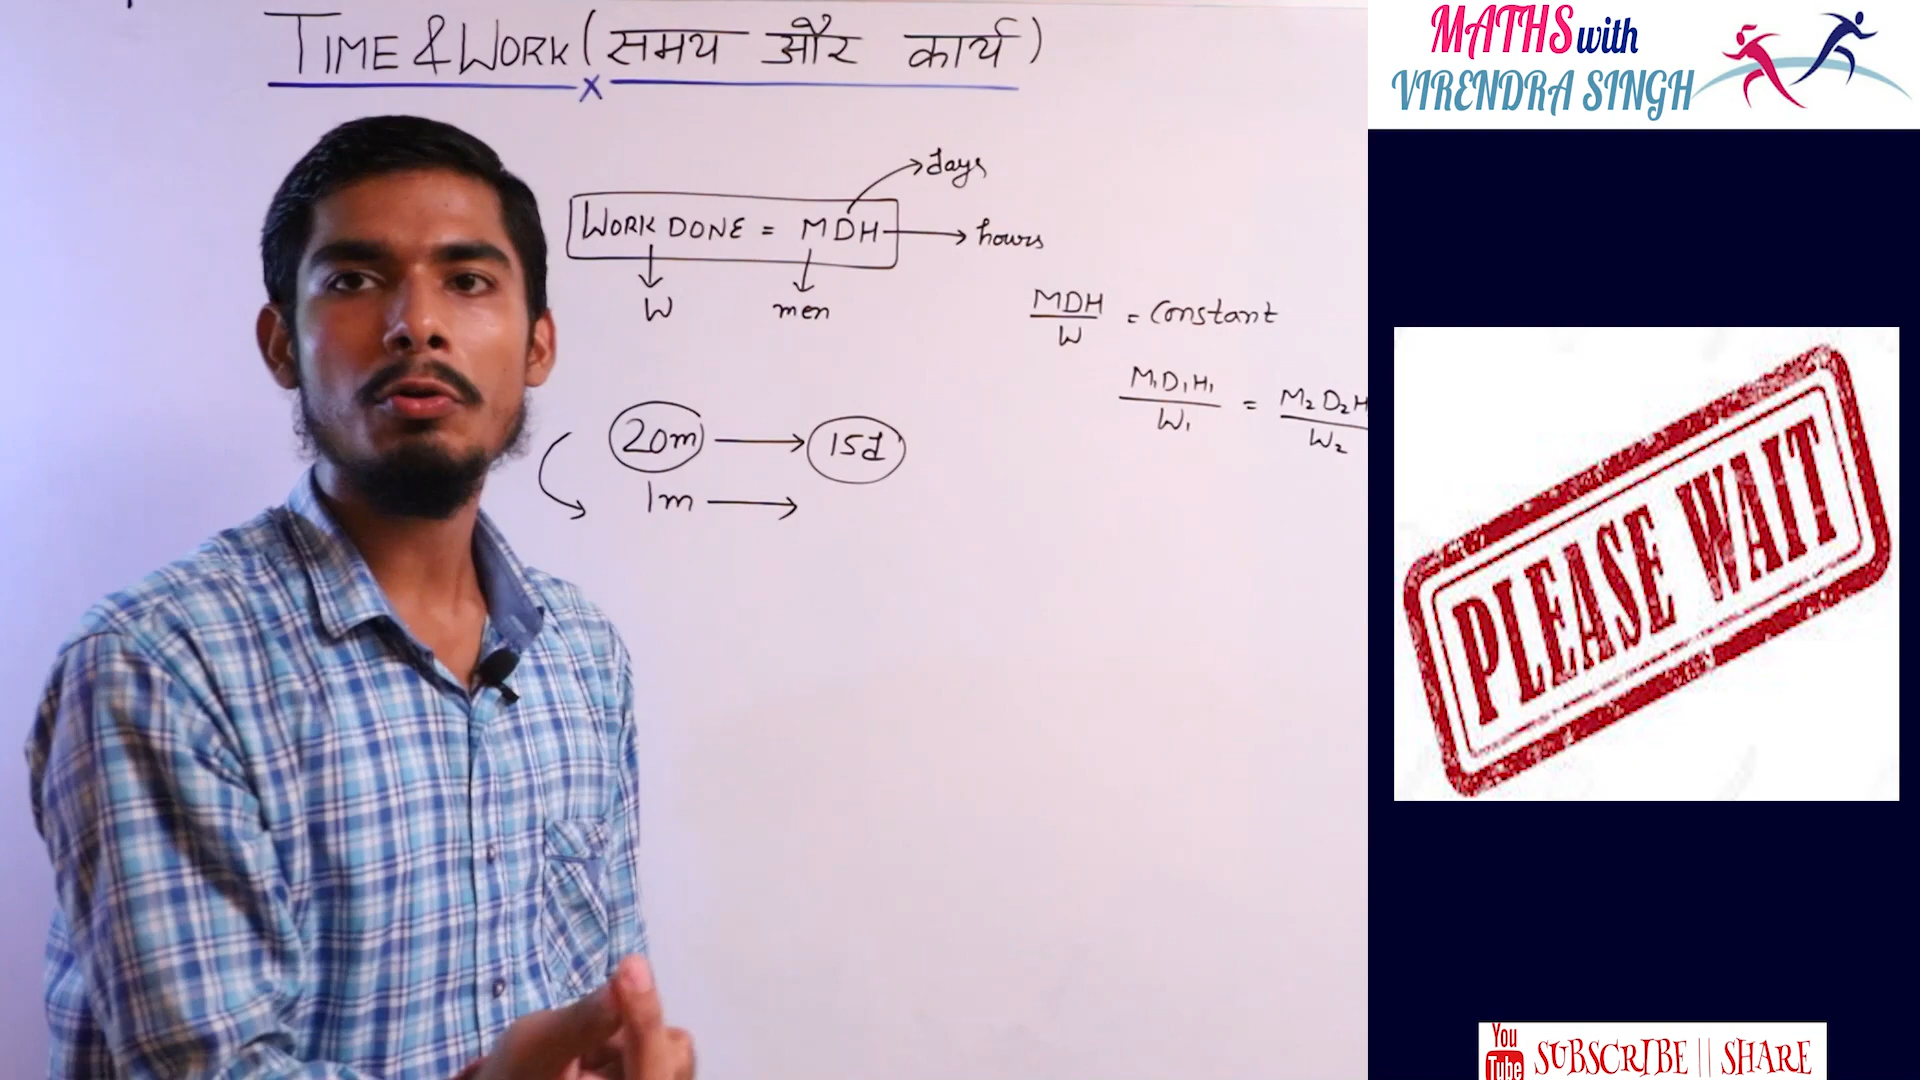 TIME & WORK (समय और कार्य)
x
days
WORK DONE = MDH
hours
W
men
MDH
W
= Constant
M₁D₁H₁
W₁
=
M₂D₂H
W₂
20m
15d
1m
MATHS with
VIRENDRA SINGH
PLEASE WAIT
You
Tube
SUBSCRIBE || SHARE